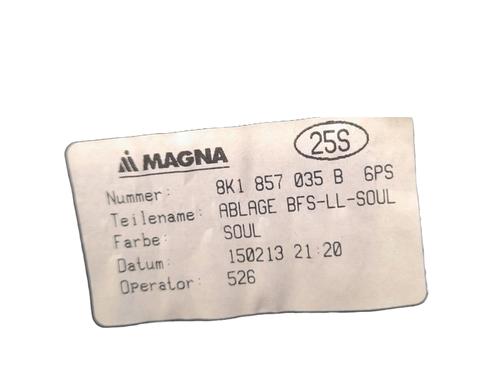 25S
MAGNA
Nummer: 8K1 857 035 B 6PS
Teilename: ABLAGE BFS-LL-SOUL
Farbe: SOUL
Datum: 150213 21:20
Operator: 526